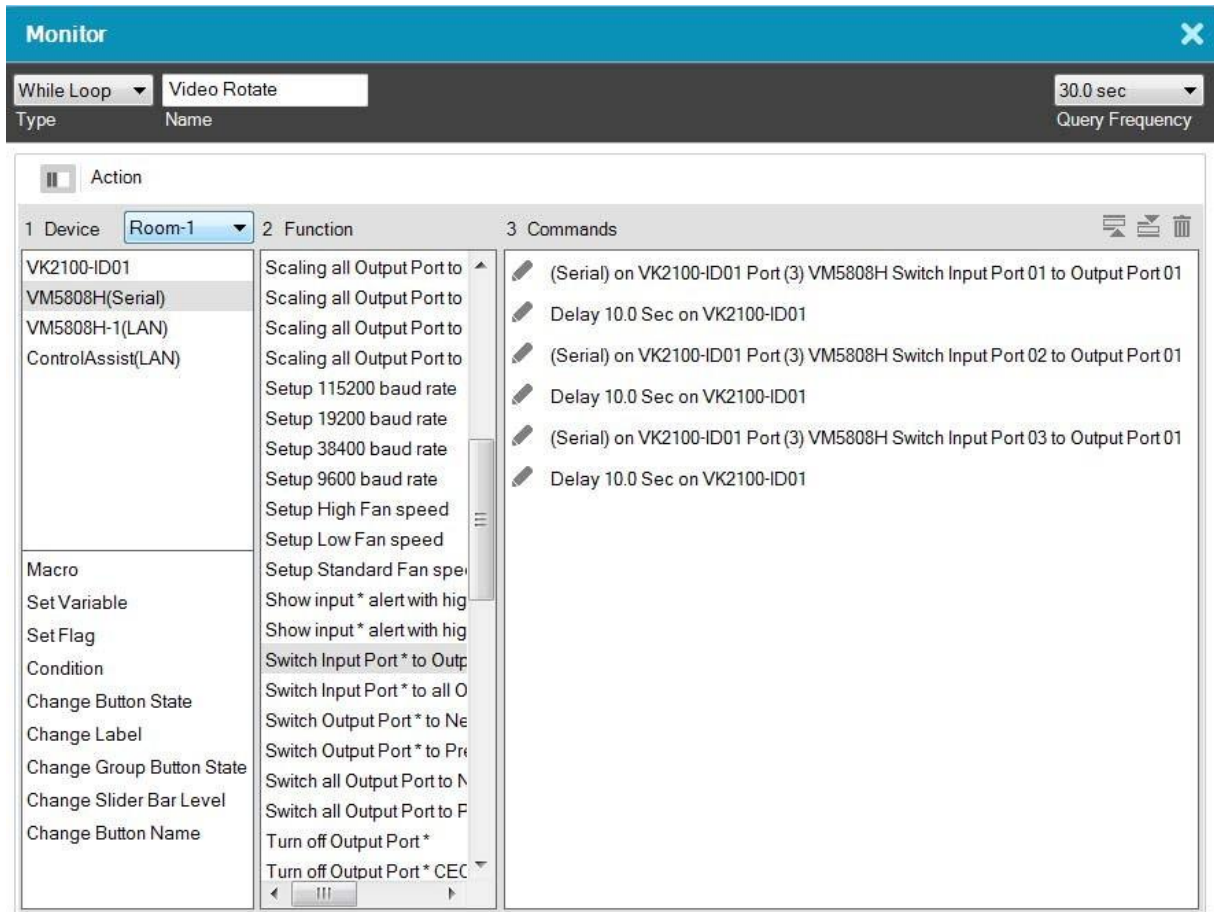 Monitor
While Loop
Video Rotate
30.0 sec
Type
Name
Query Frequency
Action
1 Device
Room-1
2 Function
3 Commands
VK2100-ID01
VM5808H(Serial)
VM5808H-1(LAN)
ControlAssist(LAN)
Macro
Set Variable
Set Flag
Condition
Change Button State
Change Label
Change Group Button State
Change Slider Bar Level
Change Button Name
Scaling all Output Port to
Scaling all Output Port to
Scaling all Output Port to
Scaling all Output Port to
Setup 115200 baud rate
Setup 19200 baud rate
Setup 38400 baud rate
Setup 9600 baud rate
Setup High Fan speed
Setup Low Fan speed
Setup Standard Fan spe
Show input * alert with hig
Show input * alert with hig
Switch Input Port * to Outp
Switch Input Port * to all O
Switch Output Port * to Ne
Switch Output Port * to Pre
Switch all Output Port to N
Switch all Output Port to P
Turn off Output Port *
Turn off Output Port * CEC
(Serial) on VK2100-ID01 Port (3) VM5808H Switch Input Port 01 to Output Port 01
Delay 10.0 Sec on VK2100-ID01
(Serial) on VK2100-ID01 Port (3) VM5808H Switch Input Port 02 to Output Port 01
Delay 10.0 Sec on VK2100-ID01
(Serial) on VK2100-ID01 Port (3) VM5808H Switch Input Port 03 to Output Port 01
Delay 10.0 Sec on VK2100-ID01